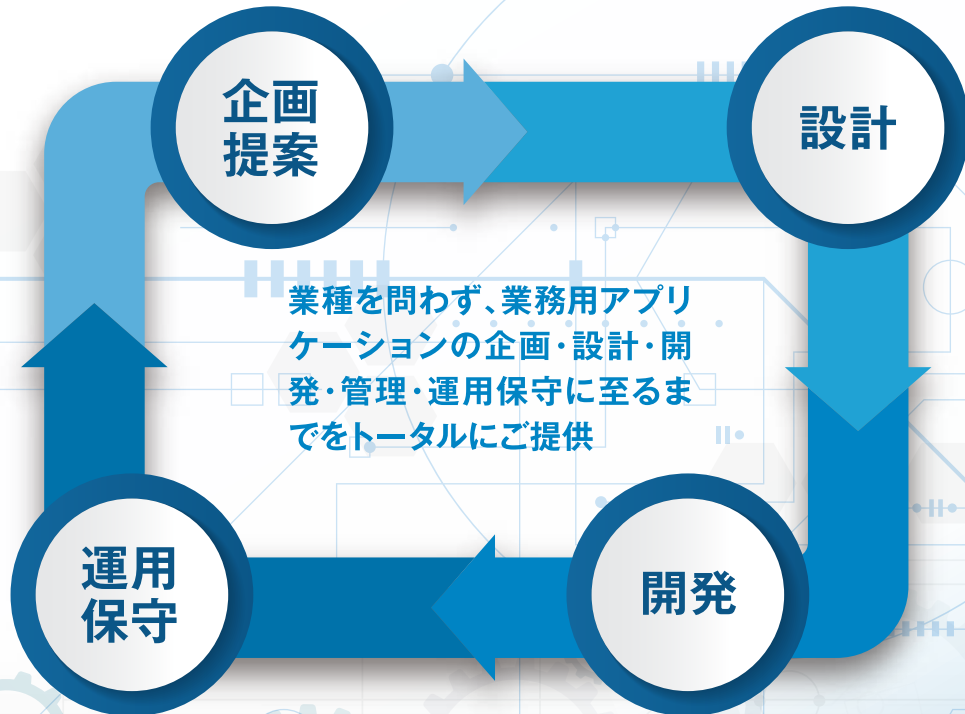 企画
提案
設計
業種を問わず、業務用アプリ
ケーションの企画・設計・開
発・管理・運用保守に至るま
でをトータルにご提供
運用
保守
開発